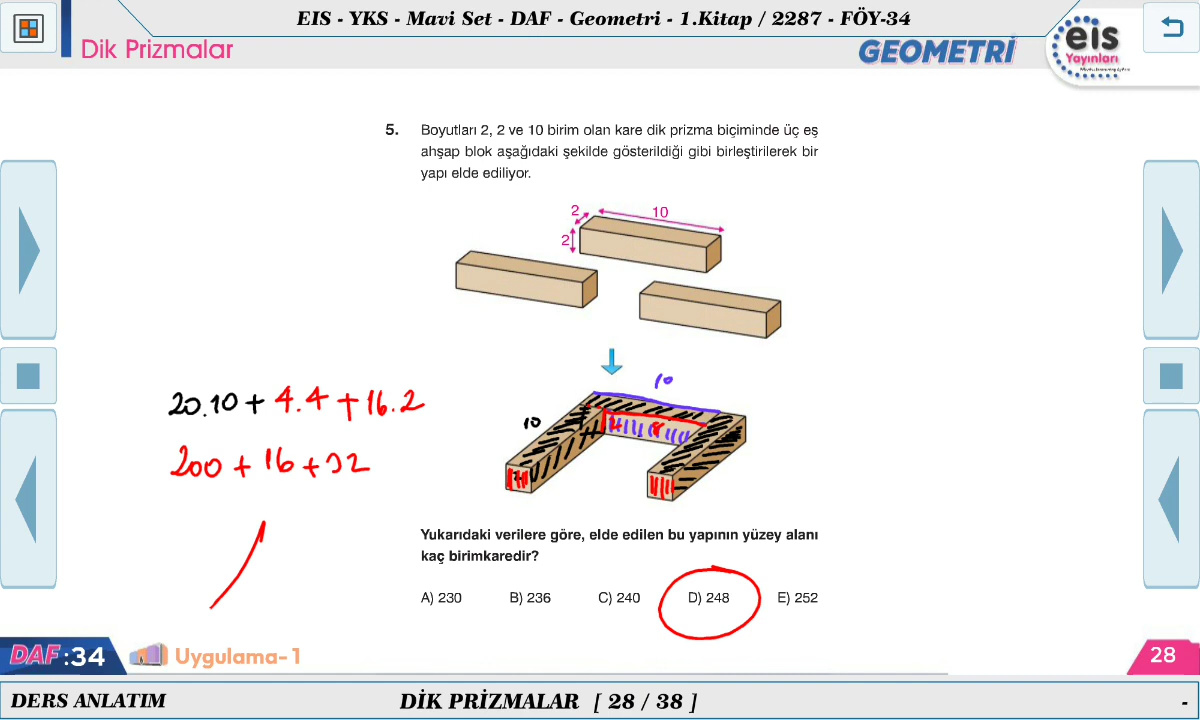 EIS - YKS - Mavi Set - DAF - Geometri - 1.Kitap / 2287 - FÖY-34
Dik Prizmalar
GEOMETRİ
eis
Yayınları
5. Boyutları 2, 2 ve 10 birim olan kare dik prizma biçiminde üç eş
ahşap blok aşağıdaki şekilde gösterildiği gibi birleştirilerek bir
yapı elde ediliyor.
2
10
2
10
10
8
20.10 + 4.4 + 16.2
200 + 16 + 32
Yukarıdaki verilere göre, elde edilen bu yapının yüzey alanı
kaç birimkaredir?
A) 230 B) 236 C) 240 D) 248 E) 252
DAF:34
Uygulama-1
28
DERS ANLATIM
DİK PRİZMALAR [ 28 / 38 ]
-